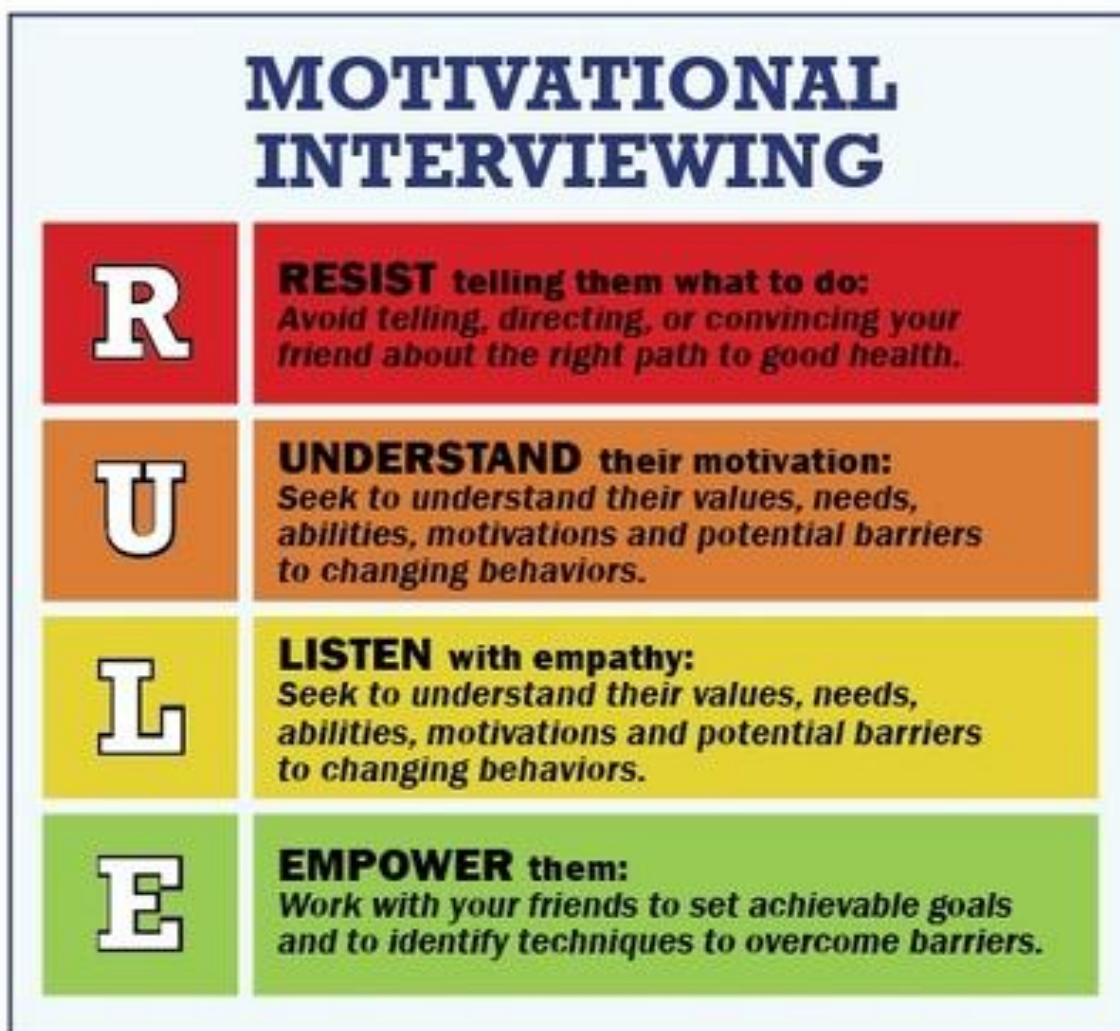 MOTIVATIONAL
INTERVIEWING
R
RESIST telling them what to do:
Avoid telling, directing, or convincing your
friend about the right path to good health.
U
UNDERSTAND their motivation:
Seek to understand their values, needs,
abilities, motivations and potential barriers
to changing behaviors.
L
LISTEN with empathy:
Seek to understand their values, needs,
abilities, motivations and potential barriers
to changing behaviors.
E
EMPOWER them:
Work with your friends to set achievable goals
and to identify techniques to overcome barriers.